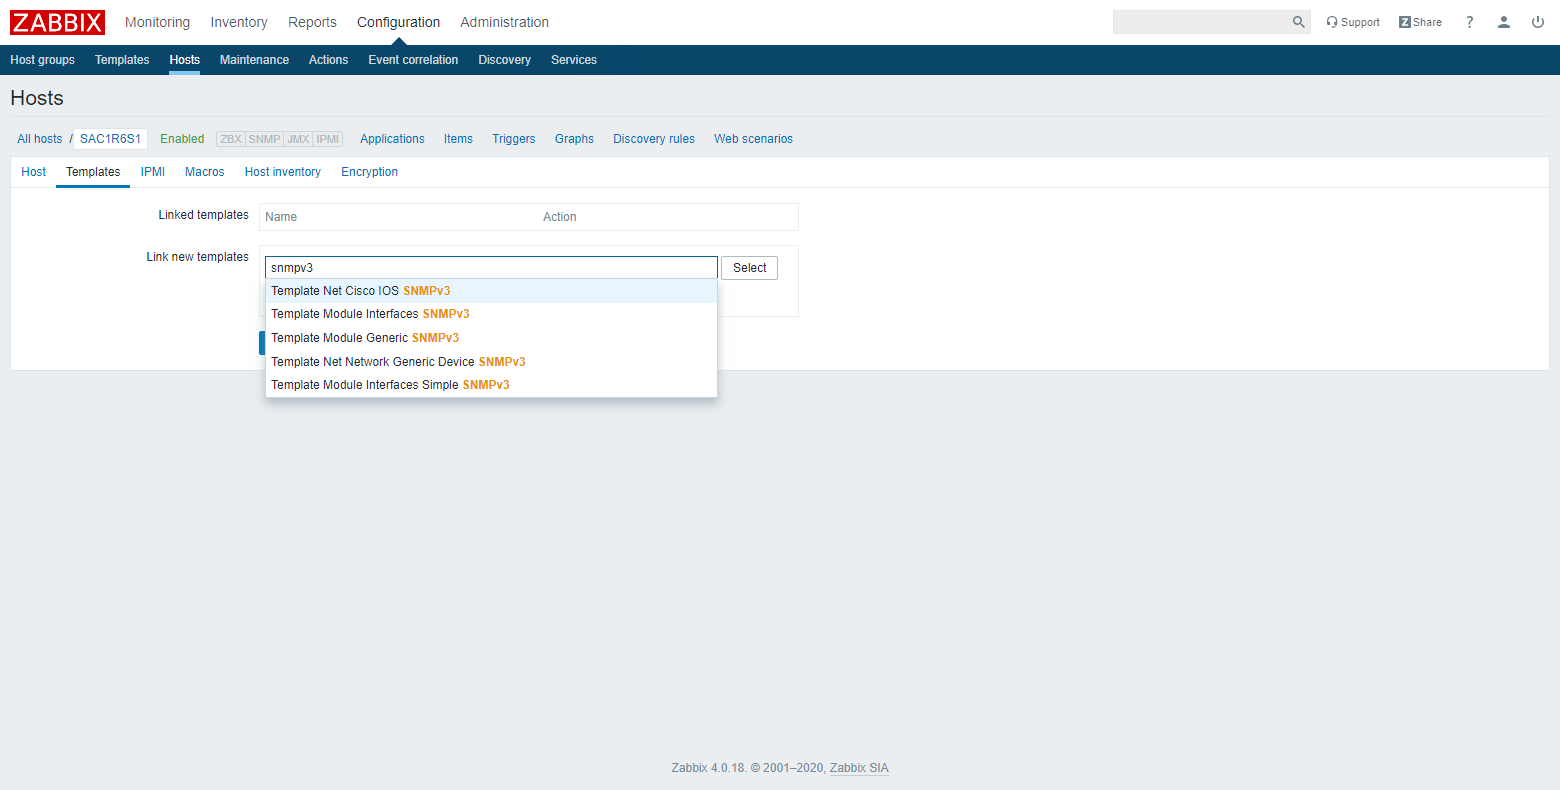 ZABBIX Monitoring Inventory Reports Configuration Administration Support Z Share ?
Host groups Templates Hosts Maintenance Actions Event correlation Discovery Services
Hosts
All hosts / SAC1R6S1 Enabled ZBX SNMP JMX IPMI Applications Items Triggers Graphs Discovery rules Web scenarios
Host Templates IPMI Macros Host inventory Encryption
Linked templates Name Action
Link new templates
snmpv3 Select
Template Net Cisco IOS SNMPv3
Template Module Interfaces SNMPv3
Template Module Generic SNMPv3
Template Net Network Generic Device SNMPv3
Template Module Interfaces Simple SNMPv3
Zabbix 4.0.18. © 2001–2020, Zabbix SIA